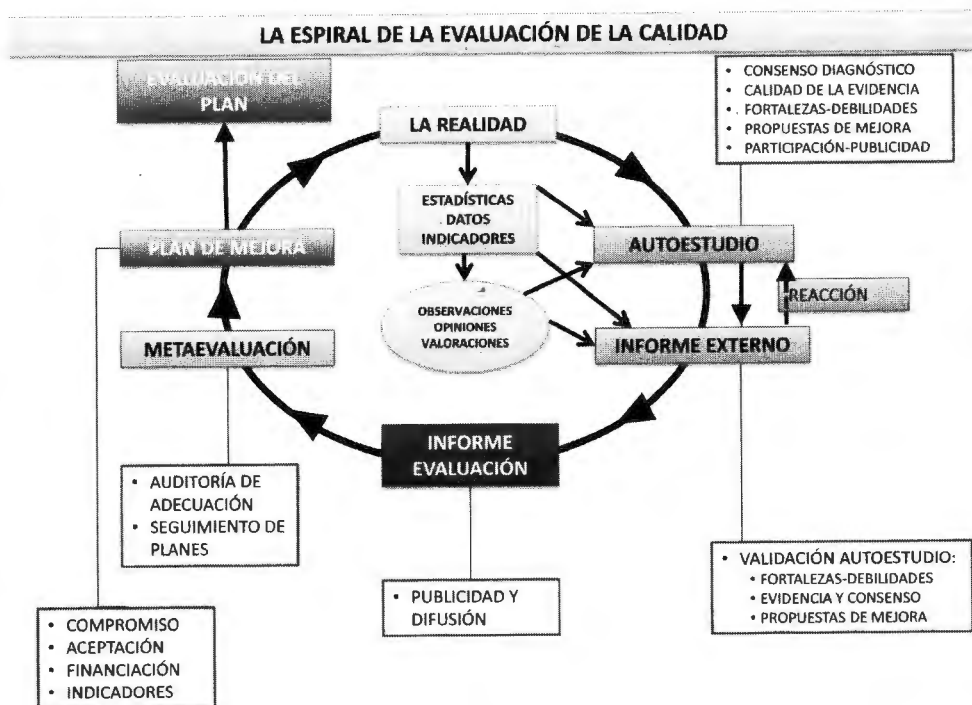 LA ESPIRAL DE LA EVALUACIÓN DE LA CALIDAD
EVALUACIÓN DEL
PLAN
• CONSENSO DIAGNÓSTICO
• CALIDAD DE LA EVIDENCIA
• FORTALEZAS-DEBILIDADES
• PROPUESTAS DE MEJORA
• PARTICIPACIÓN-PUBLICIDAD
LA REALIDAD
ESTADÍSTICAS
DATOS
INDICADORES
PLAN DE MEJORA
AUTOESTUDIO
REACCIÓN
OBSERVACIONES
OPINIONES
VALORACIONES
METAEVALUACIÓN
INFORME EXTERNO
INFORME
EVALUACIÓN
• AUDITORÍA DE
ADECUACIÓN
• SEGUIMIENTO DE
PLANES
• VALIDACIÓN AUTOESTUDIO:
• FORTALEZAS-DEBILIDADES
• EVIDENCIA Y CONSENSO
• PROPUESTAS DE MEJORA
• PUBLICIDAD Y
DIFUSIÓN
• COMPROMISO
• ACEPTACIÓN
• FINANCIACIÓN
• INDICADORES